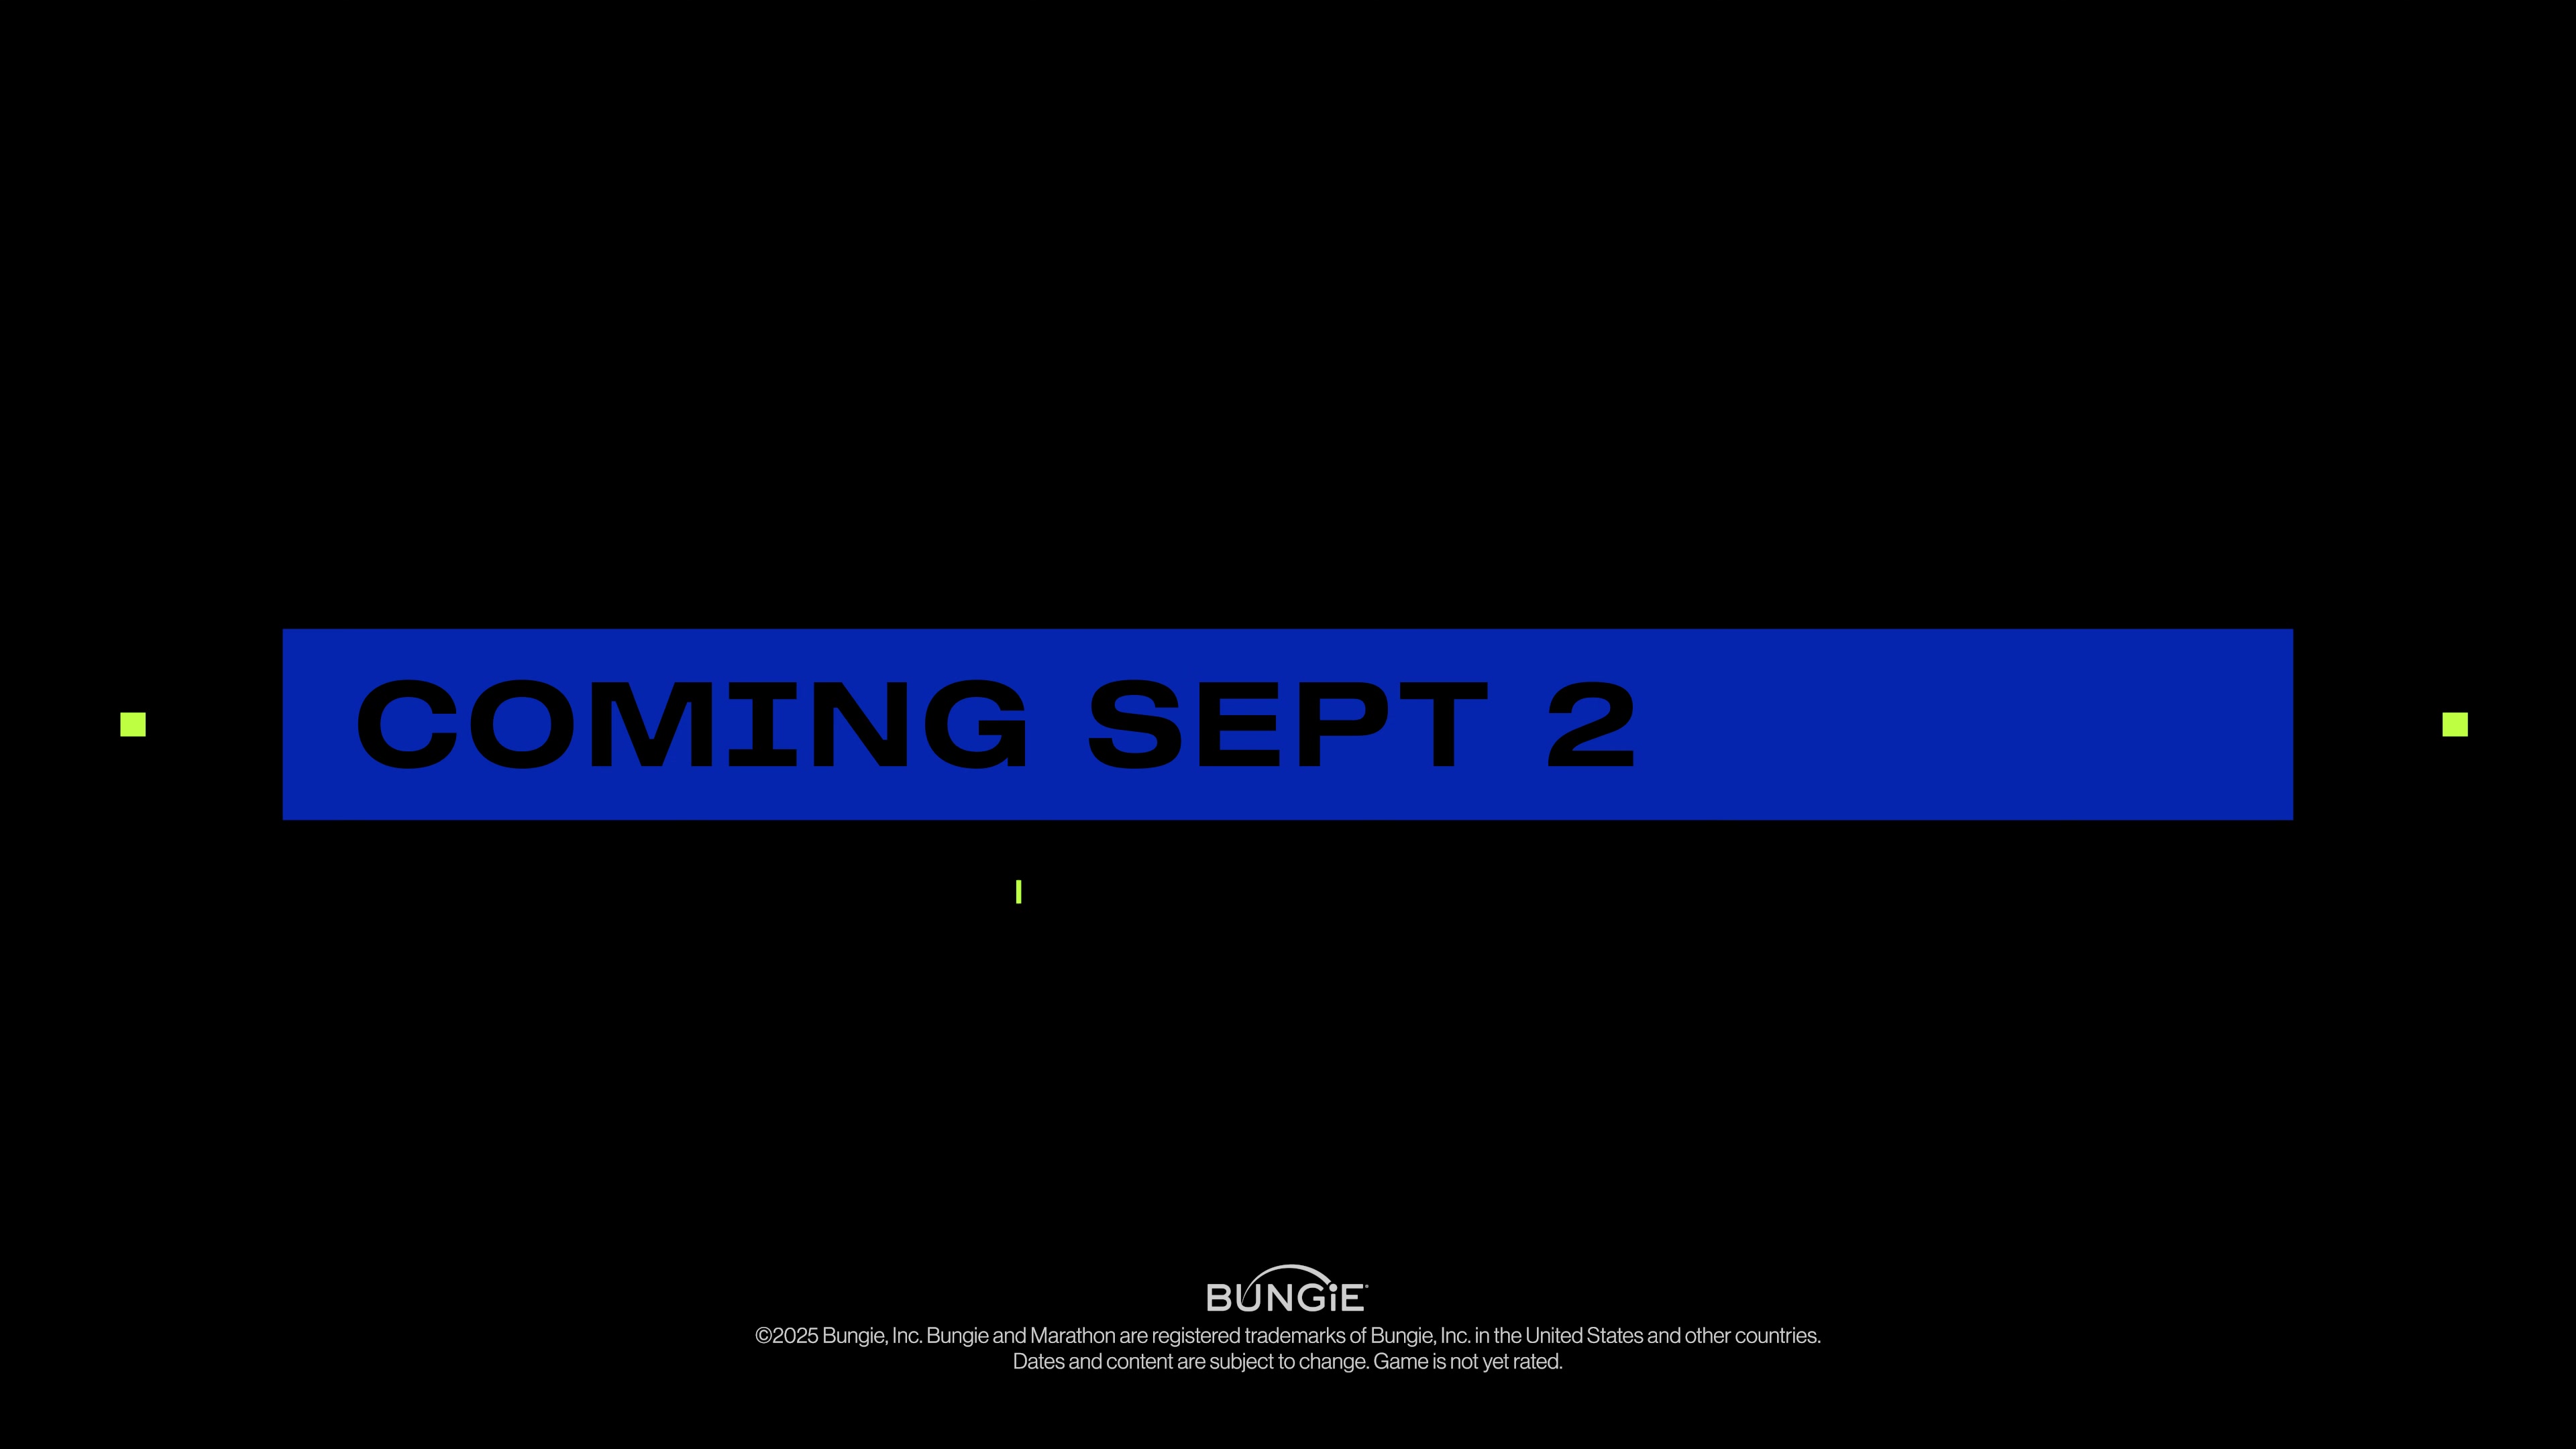 COMING SEPT 2
BUNGiE
©2025 Bungie, Inc. Bungie and Marathon are registered trademarks of Bungie, Inc. in the United States and other countries.
Dates and content are subject to change. Game is not yet rated.